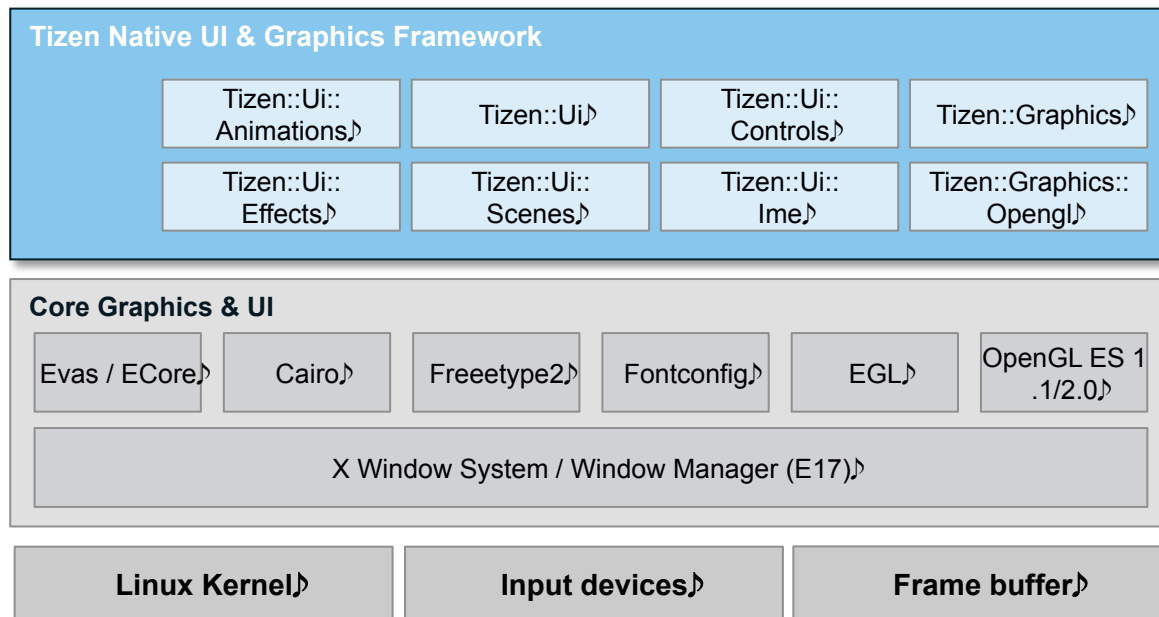 Tizen Native UI & Graphics Framework
Tizen::Ui::
Animations♪
Tizen::Ui♪
Tizen::Ui::
Controls♪
Tizen::Graphics♪
Tizen::Ui::
Effects♪
Tizen::Ui::
Scenes♪
Tizen::Ui::
Ime♪
Tizen::Graphics::
Opengl♪
Core Graphics & UI
Evas / ECore♪
Cairo♪
Freeetype2♪
Fontconfig♪
EGL♪
OpenGL ES 1
.1/2.0♪
X Window System / Window Manager (E17)♪
Linux Kernel♪
Input devices♪
Frame buffer♪